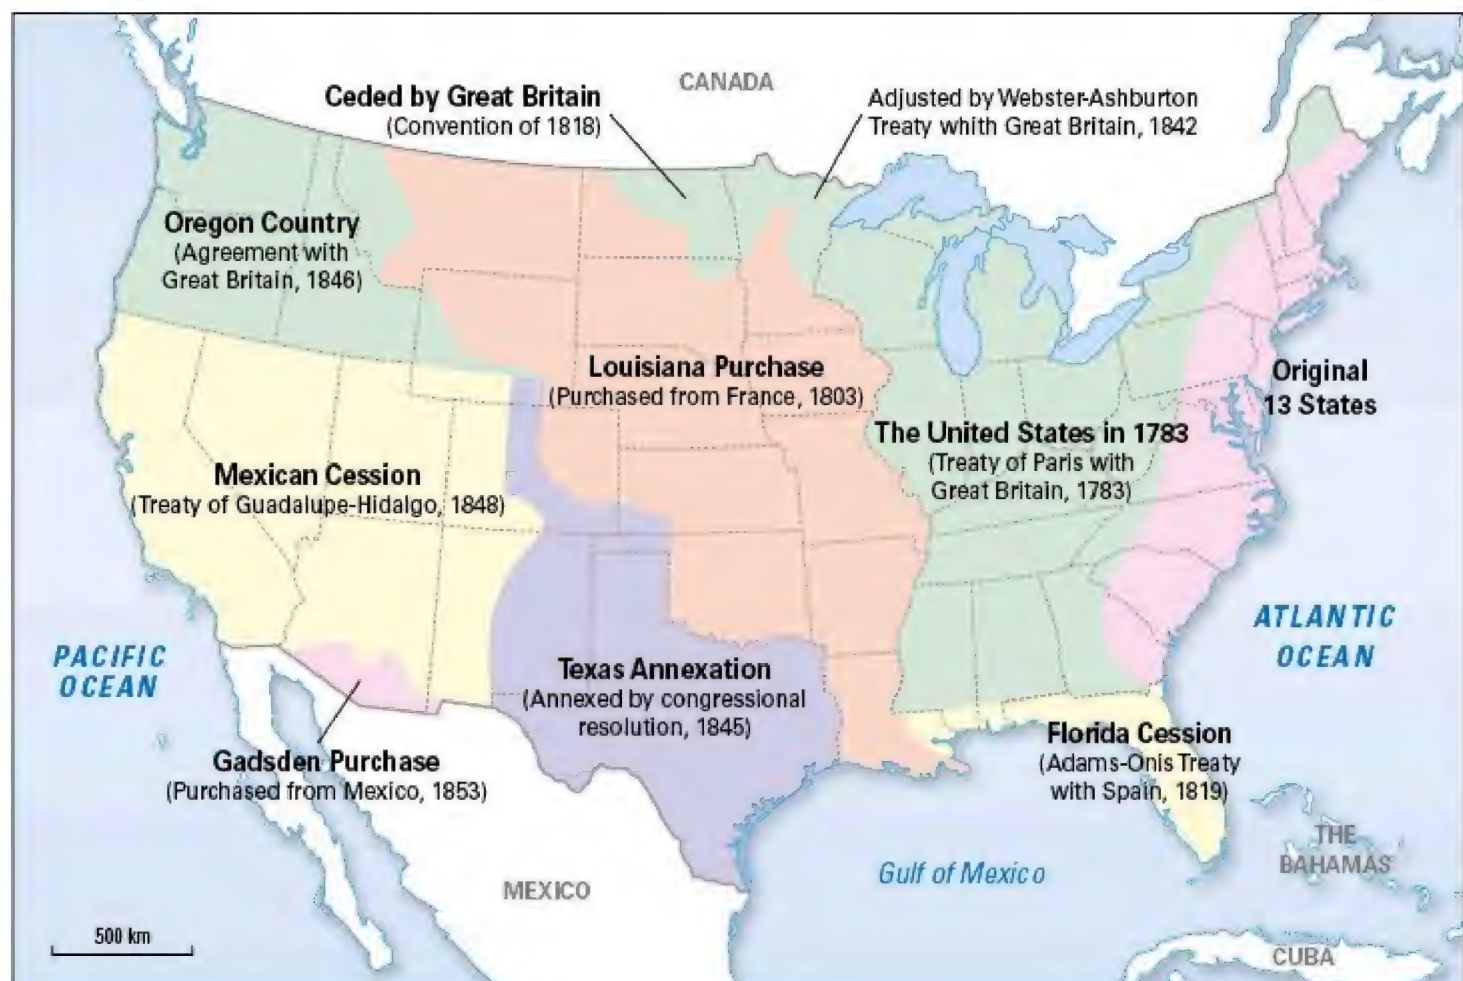 CANADA
Ceded by Great Britain
(Convention of 1818)
Adjusted by Webster-Ashburton
Treaty whith Great Britain, 1842
Oregon Country
(Agreement with
Great Britain, 1846)
Louisiana Purchase
(Purchased from France, 1803)
Original
13 States
The United States in 1783
(Treaty of Paris with
Great Britain, 1783)
Mexican Cession
(Treaty of Guadalupe-Hidalgo, 1848)
ATLANTIC
OCEAN
PACIFIC
OCEAN
Texas Annexation
(Annexed by congressional
resolution, 1845)
Florida Cession
(Adams-Onis Treaty
with Spain, 1819)
Gadsden Purchase
(Purchased from Mexico, 1853)
THE
BAHAMAS
Gulf of Mexico
MEXICO
500 km
CUBA